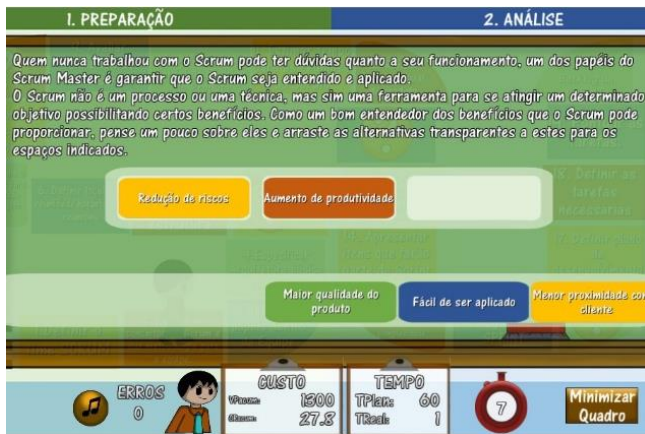 1. PREPARAÇÃO
2. ANÁLISE
Quem nunca trabalhou com o Scrum pode ter dúvidas quanto a seu funcionamento, um dos papéis do
Scrum Master é garantir que o Scrum seja entendido e aplicado.
O Scrum não é um processo ou uma técnica, mas sim uma ferramenta para se atingir um determinado
objetivo possibilitando certos benefícios. Como um bom entendedor dos benefícios que o Scrum pode
proporcionar, pense um pouco sobre eles e arraste as alternativas transparentes a estes para os
espaços indicados.
Redução de riscos
Aumento de produtividade
Maior qualidade do
produto
Fácil de ser aplicado
Menor proximidade
cliente
ERROS
0
CUSTO
1300
27.8
TEMPO
TPlan: 60
TReal: 1
7
Minimizar
Quadro